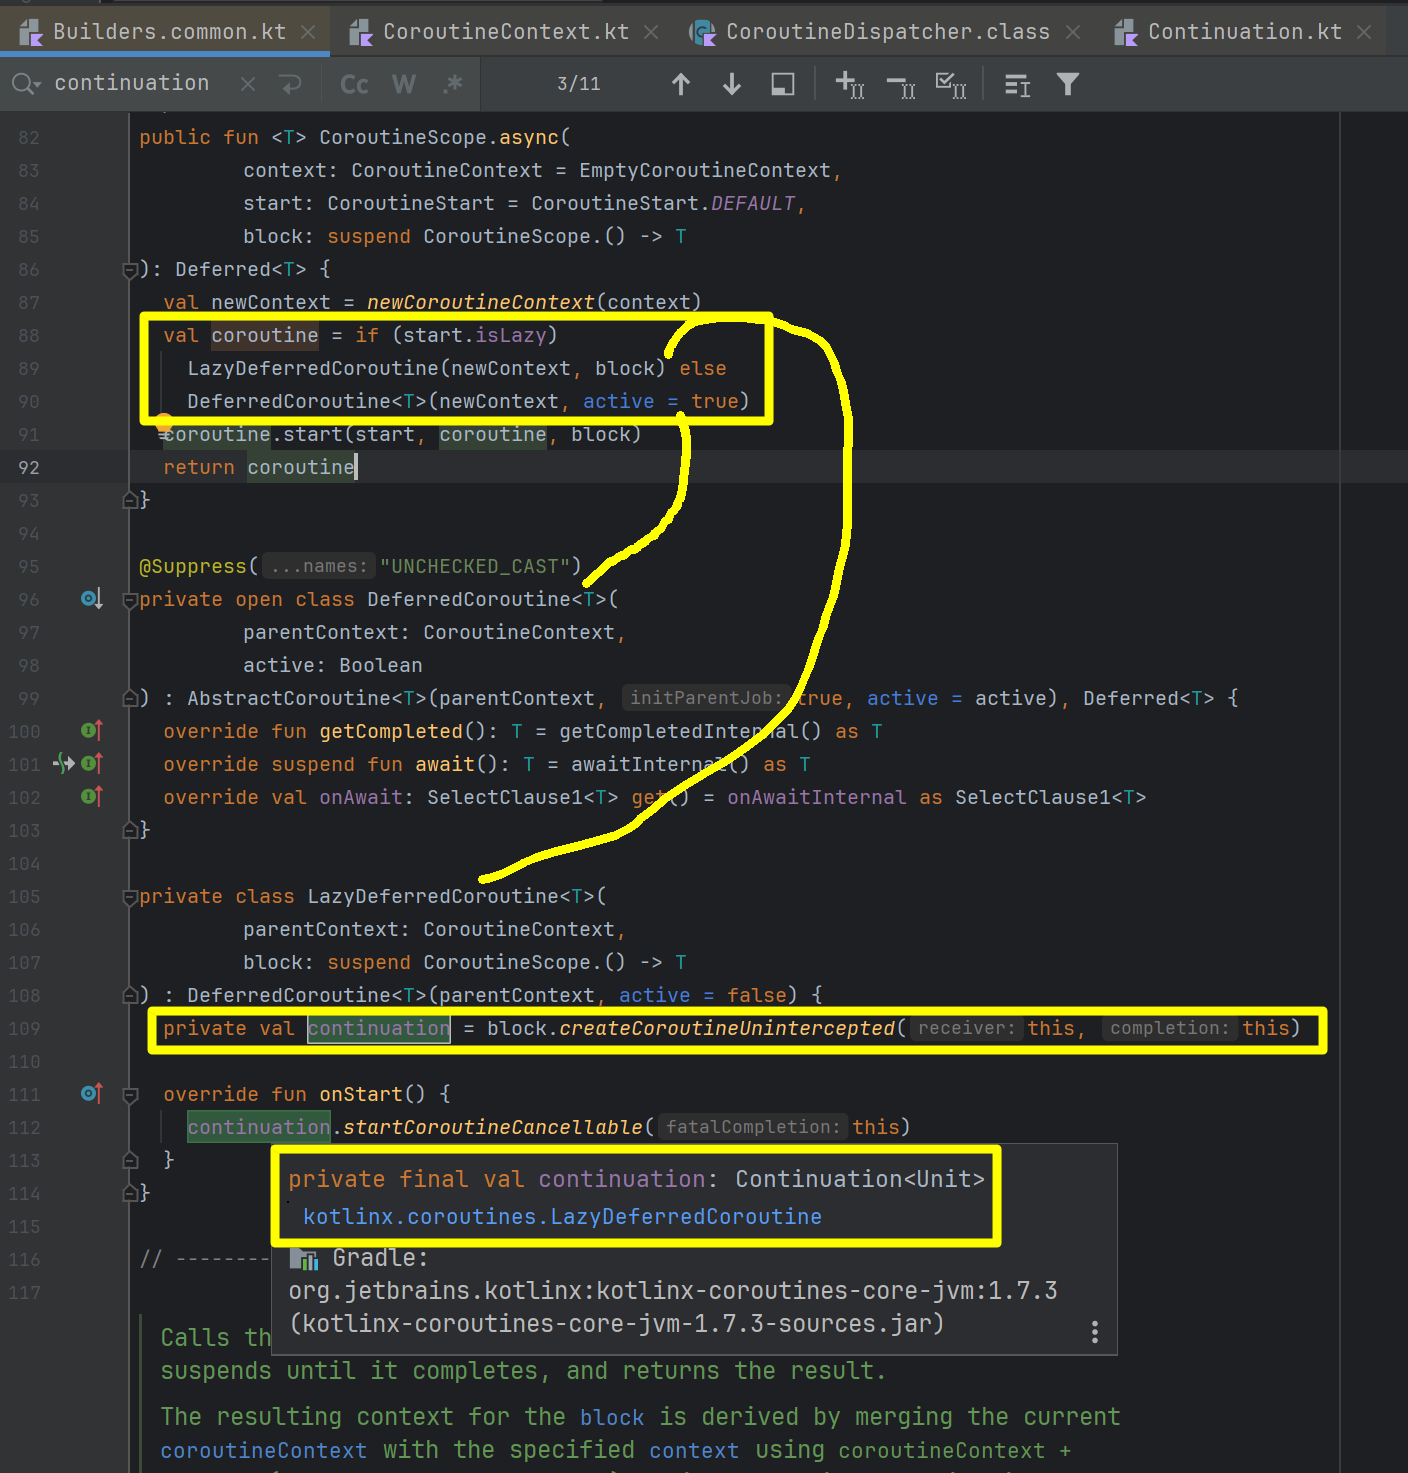 Builders.common.kt
CoroutineContext.kt
CoroutineDispatcher.class
Continuation.kt
continuation
Cc W .*
3/11
82 public fun <T> CoroutineScope.async(
83 context: CoroutineContext = EmptyCoroutineContext,
84 start: CoroutineStart = CoroutineStart.DEFAULT,
85 block: suspend CoroutineScope.() -> T
86 ): Deferred<T> {
87 val newContext = newCoroutineContext(context)
88 val coroutine = if (start.isLazy)
89 LazyDeferredCoroutine(newContext, block) else
90 DeferredCoroutine<T>(newContext, active = true)
91 coroutine.start(start, coroutine, block)
92 return coroutine
93 }
94
95 @Suppress( ...names: "UNCHECKED_CAST")
96 private open class DeferredCoroutine<T>(
97 parentContext: CoroutineContext,
98 active: Boolean
99 ) : AbstractCoroutine<T>(parentContext, initParentJob: true, active = active), Deferred<T> {
100 override fun getCompleted(): T = getCompletedInternal() as T
101 override suspend fun await(): T = awaitInternal() as T
102 override val onAwait: SelectClause1<T> get() = onAwaitInternal as SelectClause1<T>
103 }
104
105 private class LazyDeferredCoroutine<T>(
106 parentContext: CoroutineContext,
107 block: suspend CoroutineScope.() -> T
108 ) : DeferredCoroutine<T>(parentContext, active = false) {
109 private val continuation = block.createCoroutineUnintercepted( receiver: this, completion: this)
110
111 override fun onStart() {
112 continuation.startCoroutineCancellable( fatalCompletion: this)
113 }
114 }
115
116 // --------
117
private final val continuation: Continuation<Unit>
kotlinx.coroutines.LazyDeferredCoroutine
Gradle:
org.jetbrains.kotlinx:kotlinx-coroutines-core-jvm:1.7.3
(kotlinx-coroutines-core-jvm-1.7.3-sources.jar)
Calls th
suspends until it completes, and returns the result.
The resulting context for the block is derived by merging the current
coroutineContext with the specified context using coroutineContext +